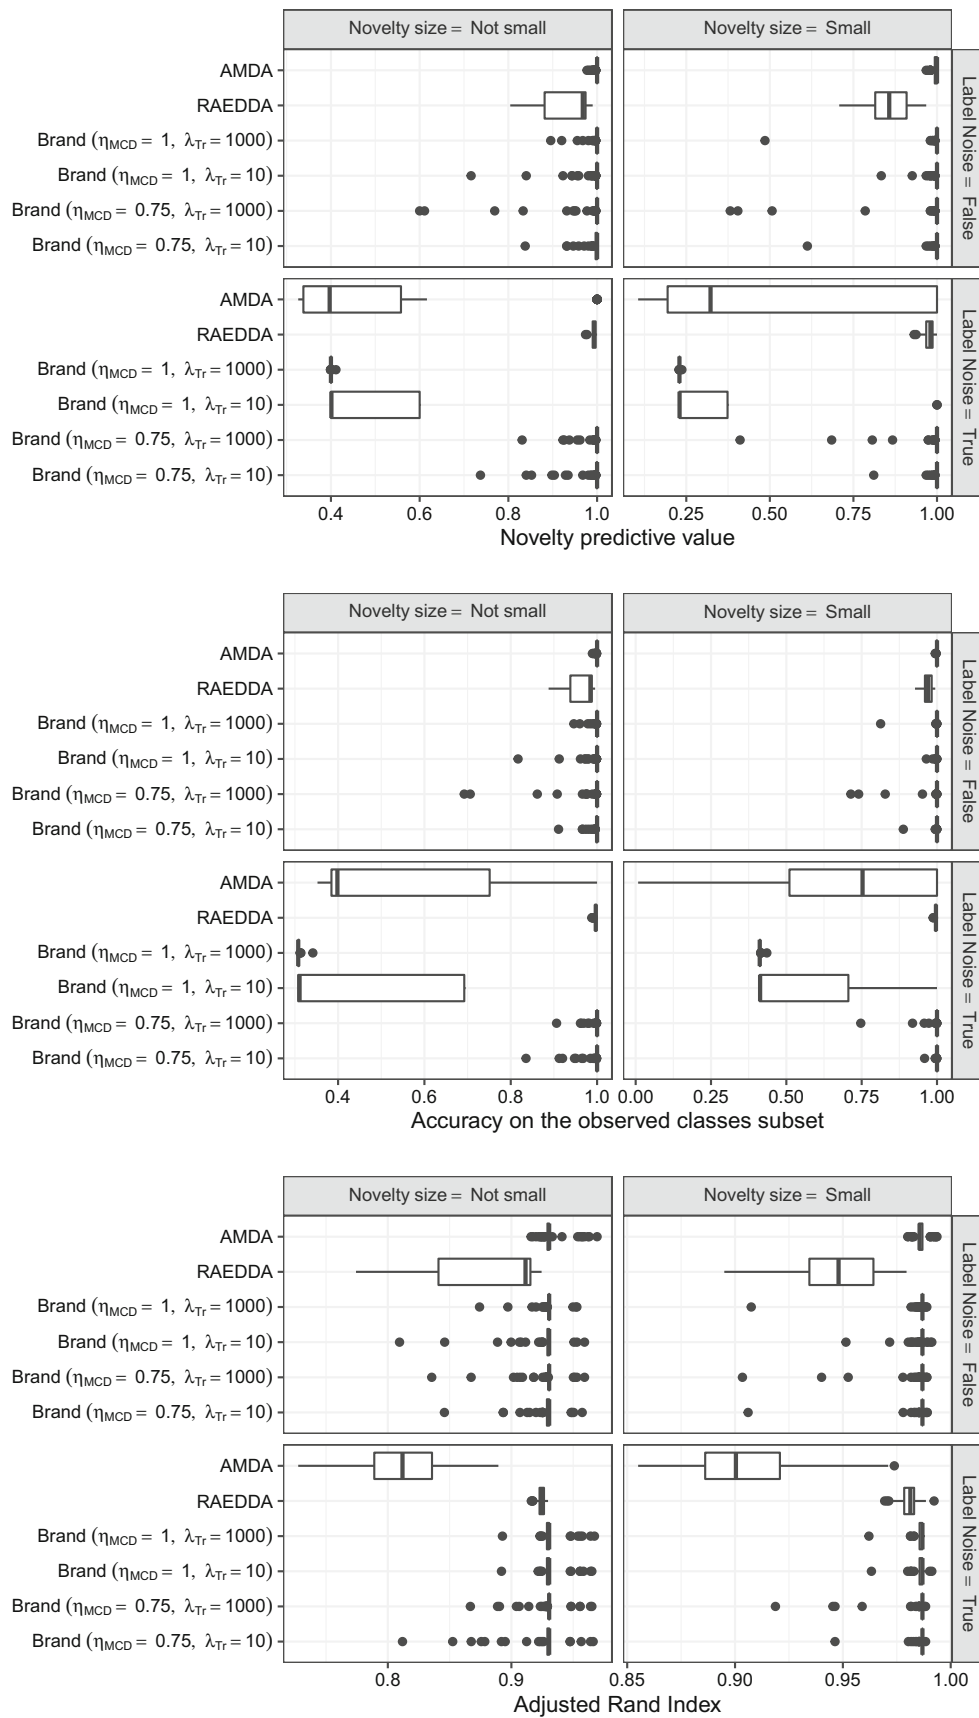 Novelty size = Not small
Novelty size = Small
AMDA
RAEDDA
Brand (ηMCD = 1, λTr = 1000)
Brand (ηMCD = 1, λTr = 10)
Brand (ηMCD = 0.75, λTr = 1000)
Brand (ηMCD = 0.75, λTr = 10)
Label Noise = False
AMDA
RAEDDA
Brand (ηMCD = 1, λTr = 1000)
Brand (ηMCD = 1, λTr = 10)
Brand (ηMCD = 0.75, λTr = 1000)
Brand (ηMCD = 0.75, λTr = 10)
Label Noise = True
0.4 0.6 0.8 1.0 0.25 0.50 0.75 1.00
Novelty predictive value
Novelty size = Not small
Novelty size = Small
AMDA
RAEDDA
Brand (ηMCD = 1, λTr = 1000)
Brand (ηMCD = 1, λTr = 10)
Brand (ηMCD = 0.75, λTr = 1000)
Brand (ηMCD = 0.75, λTr = 10)
Label Noise = False
AMDA
RAEDDA
Brand (ηMCD = 1, λTr = 1000)
Brand (ηMCD = 1, λTr = 10)
Brand (ηMCD = 0.75, λTr = 1000)
Brand (ηMCD = 0.75, λTr = 10)
Label Noise = True
0.4 0.6 0.8 1.0 0.00 0.25 0.50 0.75 1.00
Accuracy on the observed classes subset
Novelty size = Not small
Novelty size = Small
AMDA
RAEDDA
Brand (ηMCD = 1, λTr = 1000)
Brand (ηMCD = 1, λTr = 10)
Brand (ηMCD = 0.75, λTr = 1000)
Brand (ηMCD = 0.75, λTr = 10)
Label Noise = False
AMDA
RAEDDA
Brand (ηMCD = 1, λTr = 1000)
Brand (ηMCD = 1, λTr = 10)
Brand (ηMCD = 0.75, λTr = 1000)
Brand (ηMCD = 0.75, λTr = 10)
Label Noise = True
0.8 0.9 0.85 0.90 0.95 1.00
Adjusted Rand Index